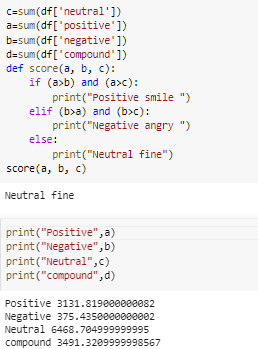 c=sum(df['neutral'])
a=sum(df['positive'])
b=sum(df['negative'])
d=sum(df['compound'])
def score(a, b, c):
    if (a>b) and (a>c):
        print("Positive smile ")
    elif (b>a) and (b>c):
        print("Negative angry ")
    else:
        print("Neutral fine")
score(a, b, c)
Neutral fine
print("Positive",a)
print("Negative",b)
print("Neutral",c)
print("compound",d)
Positive 3131.819000000082
Negative 375.4350000000002
Neutral 6468.704999999995
compound 3491.3209999998567